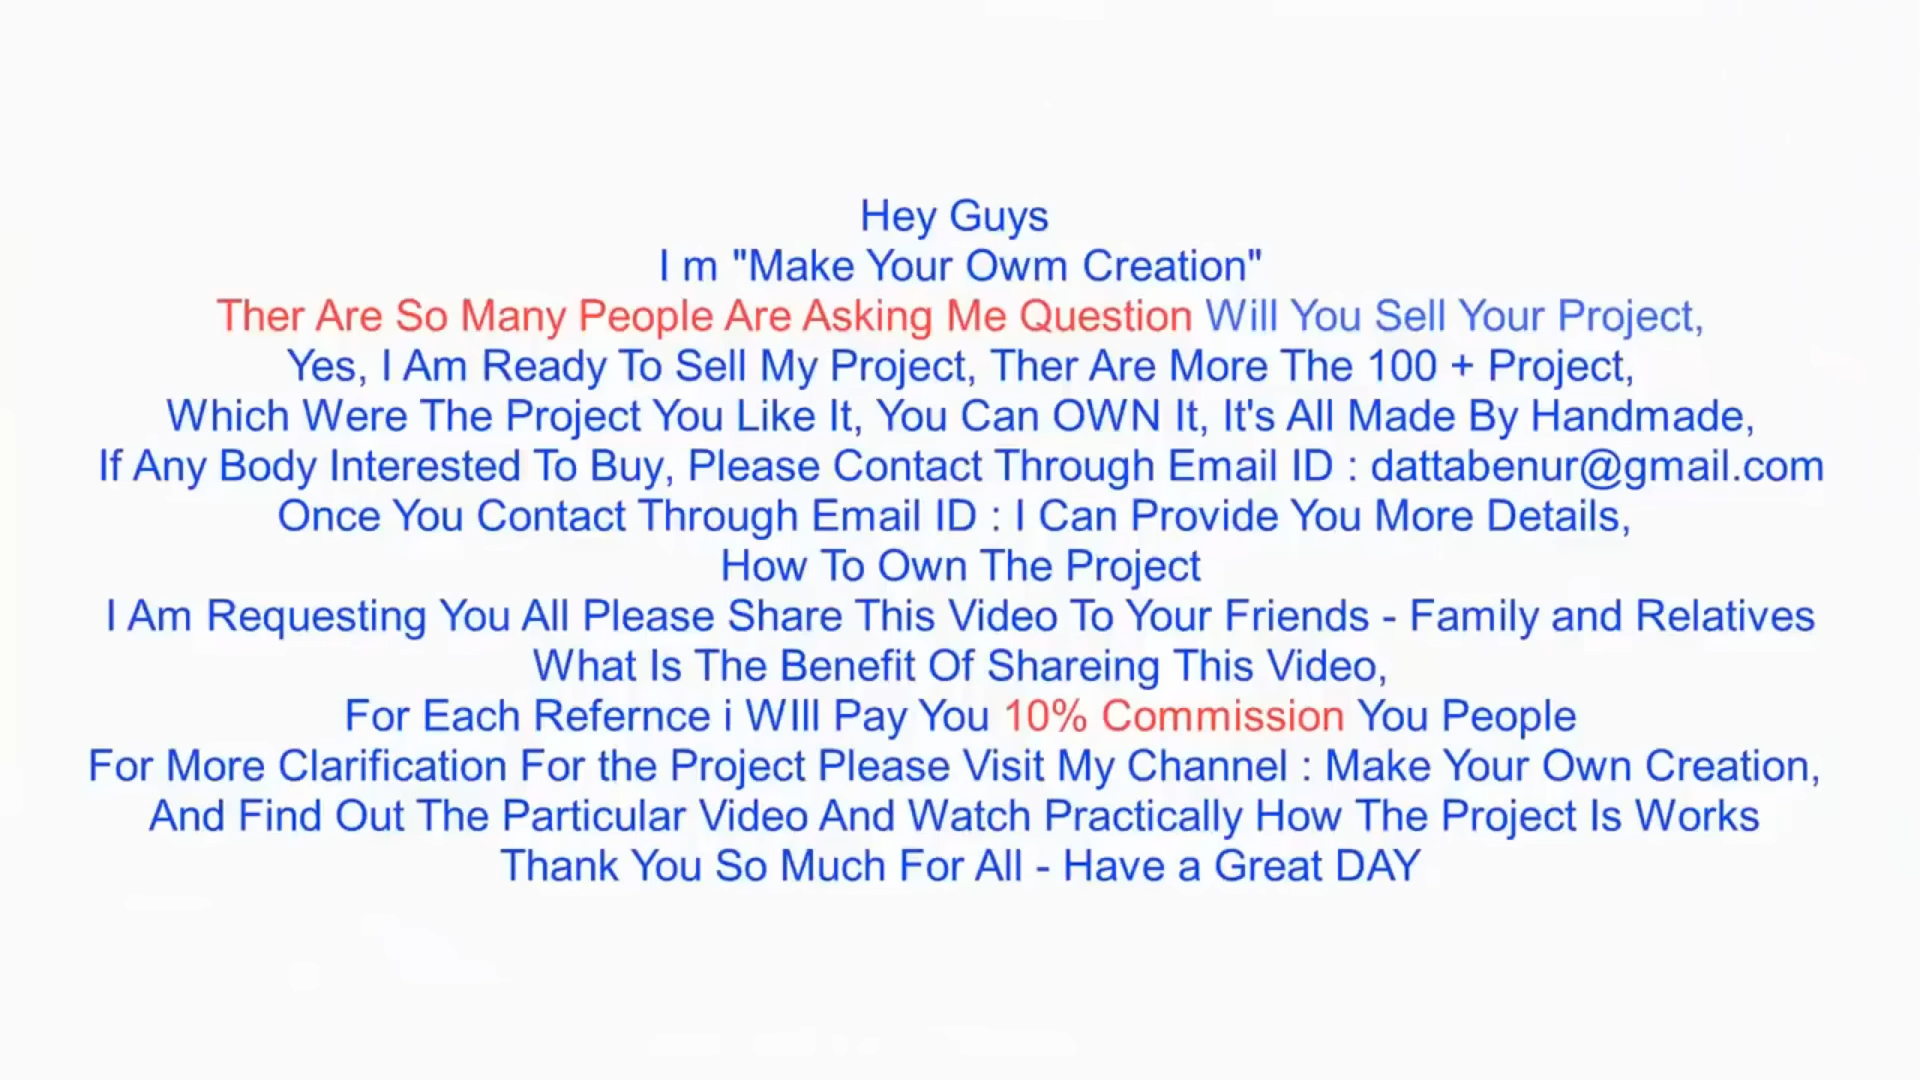 Hey Guys
I m "Make Your Owm Creation"
Ther Are So Many People Are Asking Me Question Will You Sell Your Project,
Yes, I Am Ready To Sell My Project, Ther Are More The 100 + Project,
Which Were The Project You Like It, You Can OWN It, It's All Made By Handmade,
If Any Body Interested To Buy, Please Contact Through Email ID : dattabenur@gmail.com
Once You Contact Through Email ID : I Can Provide You More Details,
How To Own The Project
I Am Requesting You All Please Share This Video To Your Friends - Family and Relatives
What Is The Benefit Of Shareing This Video,
For Each Refernce i WIll Pay You 10% Commission You People
For More Clarification For the Project Please Visit My Channel : Make Your Own Creation,
And Find Out The Particular Video And Watch Practically How The Project Is Works
Thank You So Much For All - Have a Great DAY